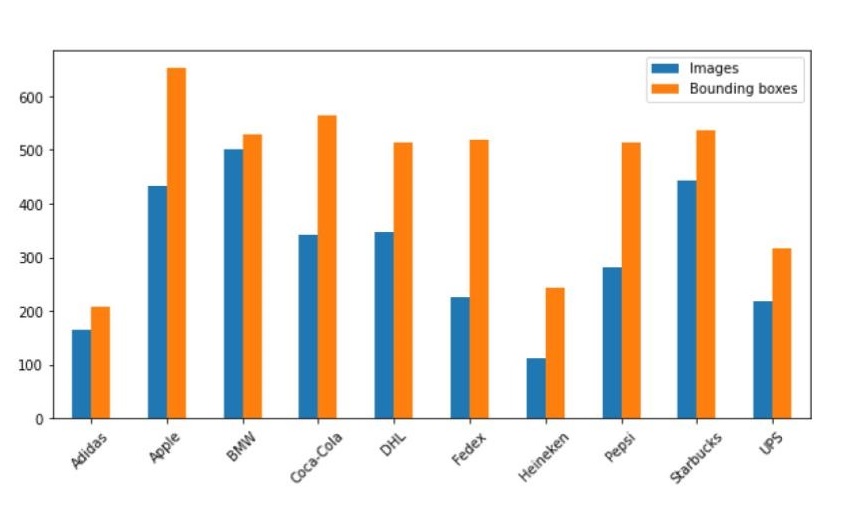 Images
Bounding boxes
600
500
400
300
200
100
0
Adidas
Apple
BMW
Coca-Cola
DHL
Fedex
Heineken
Pepsi
Starbucks
UPS